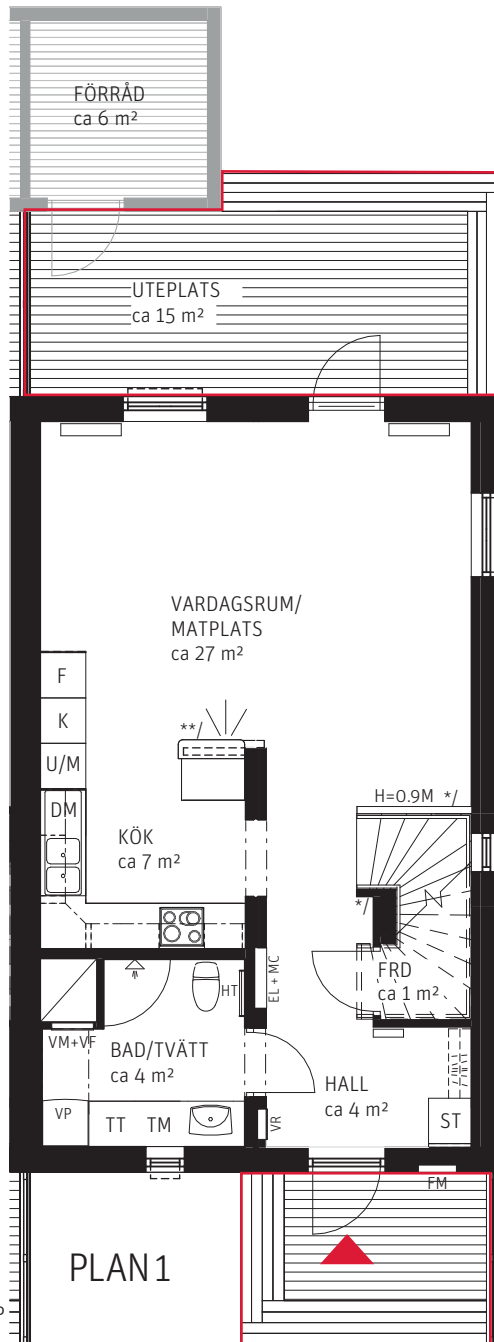 FÖRRÅD
ca 6 m²
UTEPLATS
ca 15 m²
VARDAGSRUM/
MATPLATS
ca 27 m²
F
K
**/
U/M
DM
H=0.9M */
KÖK
ca 7 m²
*/
EL + MC
FRD
ca 1 m²
HT
VM+VF
BAD/TVÄTT
ca 4 m²
HALL
ca 4 m²
VP
TT TM
VR
ST
FM
PLAN 1